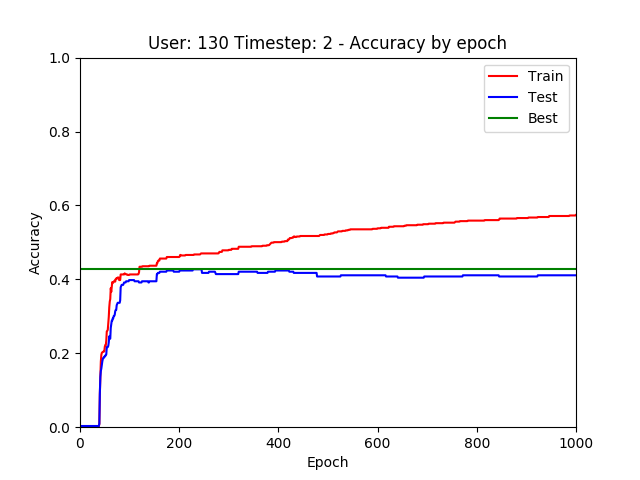 User: 130 Timestep: 2 - Accuracy by epoch
1.0
0.8
0.6
0.4
0.2
0.0
Accuracy
Train
Test
Best
0 200 400 600 800 1000
Epoch